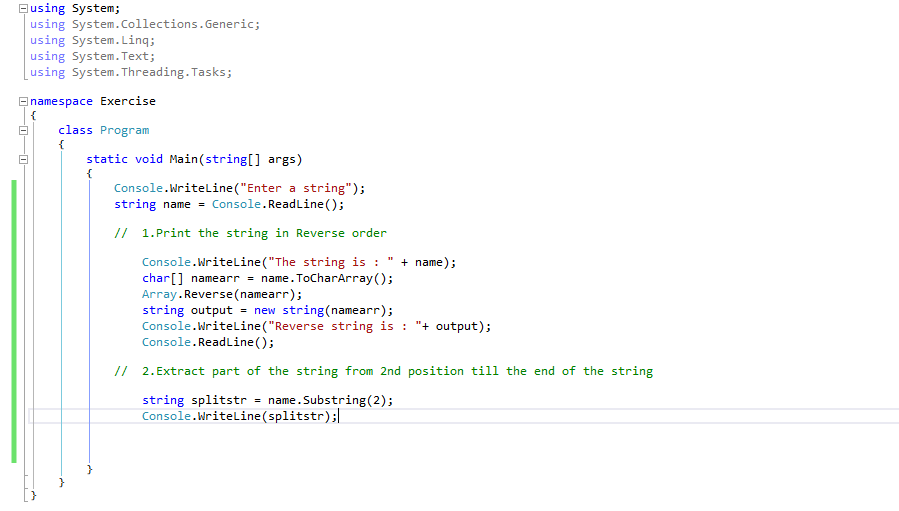 using System;
using System.Collections.Generic;
using System.Linq;
using System.Text;
using System.Threading.Tasks;
namespace Exercise
{
class Program
{
static void Main(string[] args)
{
Console.WriteLine("Enter a string");
string name = Console.ReadLine();
// 1.Print the string in Reverse order
Console.WriteLine("The string is : " + name);
char[] namearr = name.ToCharArray();
Array.Reverse(namearr);
string output = new string(namearr);
Console.WriteLine("Reverse string is : "+ output);
Console.ReadLine();
// 2.Extract part of the string from 2nd position till the end of the string
string splitstr = name.Substring(2);
Console.WriteLine(splitstr);
}
}
}